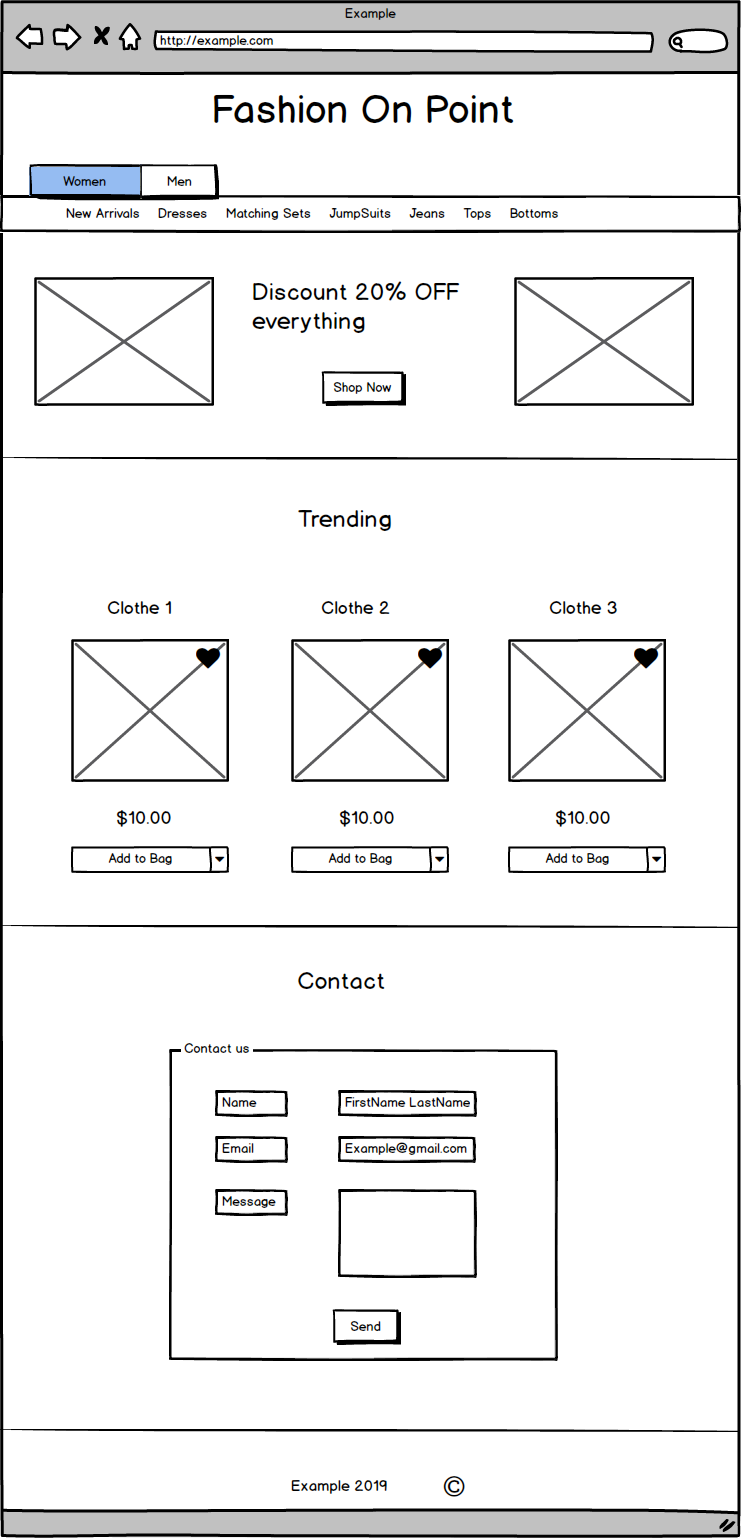 Example
http://example.com
Fashion On Point
Women Men
New Arrivals Dresses Matching Sets JumpSuits Jeans Tops Bottoms
Discount 20% OFF
everything
Shop Now
Trending
Clothe 1 Clothe 2 Clothe 3
$10.00 $10.00 $10.00
Add to Bag Add to Bag Add to Bag
Contact
Contact us
Name FirstName LastName
Email Example@gmail.com
Message
Send
Example 2019 ©